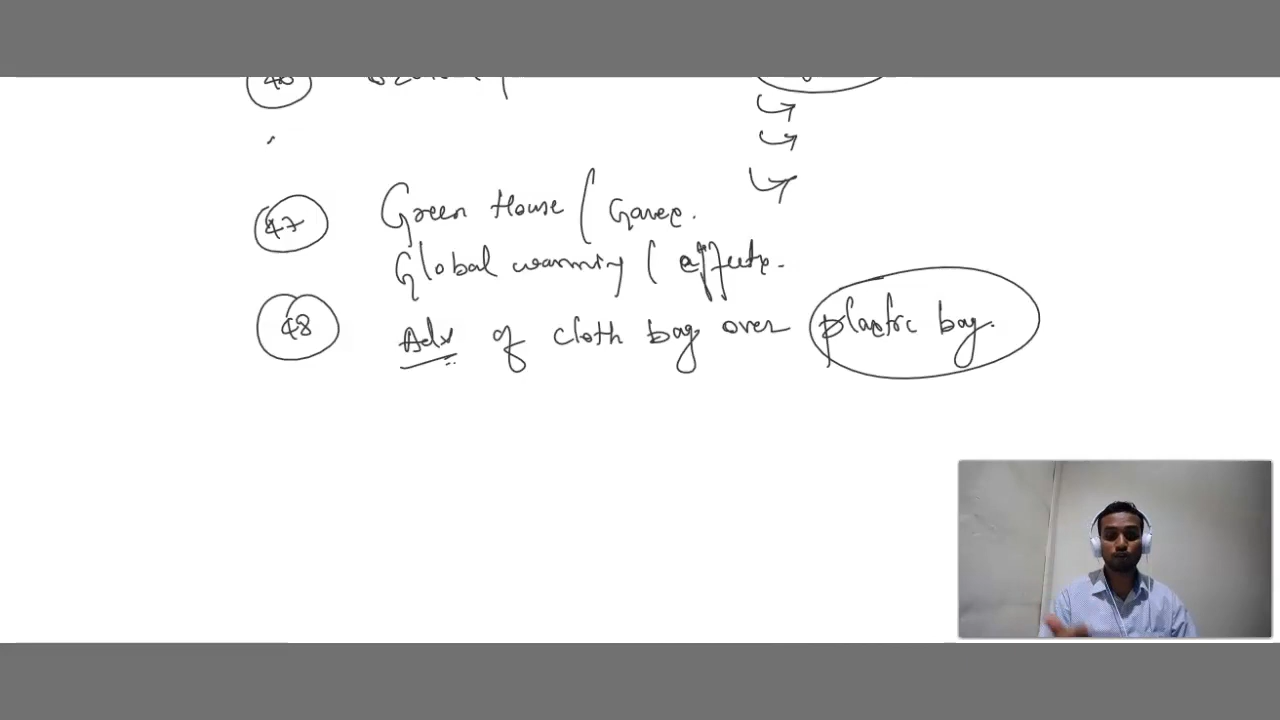 47 Green House / Gases.
Global warming / effects.
48 Adv of cloth bag over plastic bag.